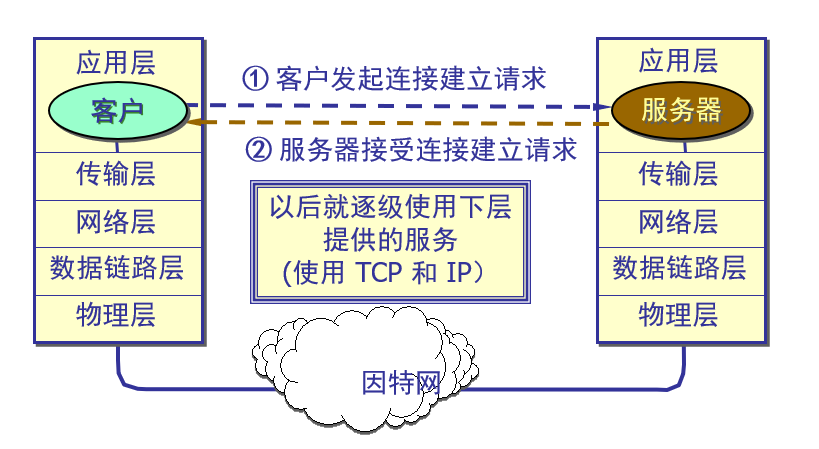 应用层
客户
传输层
网络层
数据链路层
物理层
① 客户发起连接建立请求
② 服务器接受连接建立请求
以后就逐级使用下层
提供的服务
(使用 TCP 和 IP）
因特网
应用层
服务器
传输层
网络层
数据链路层
物理层